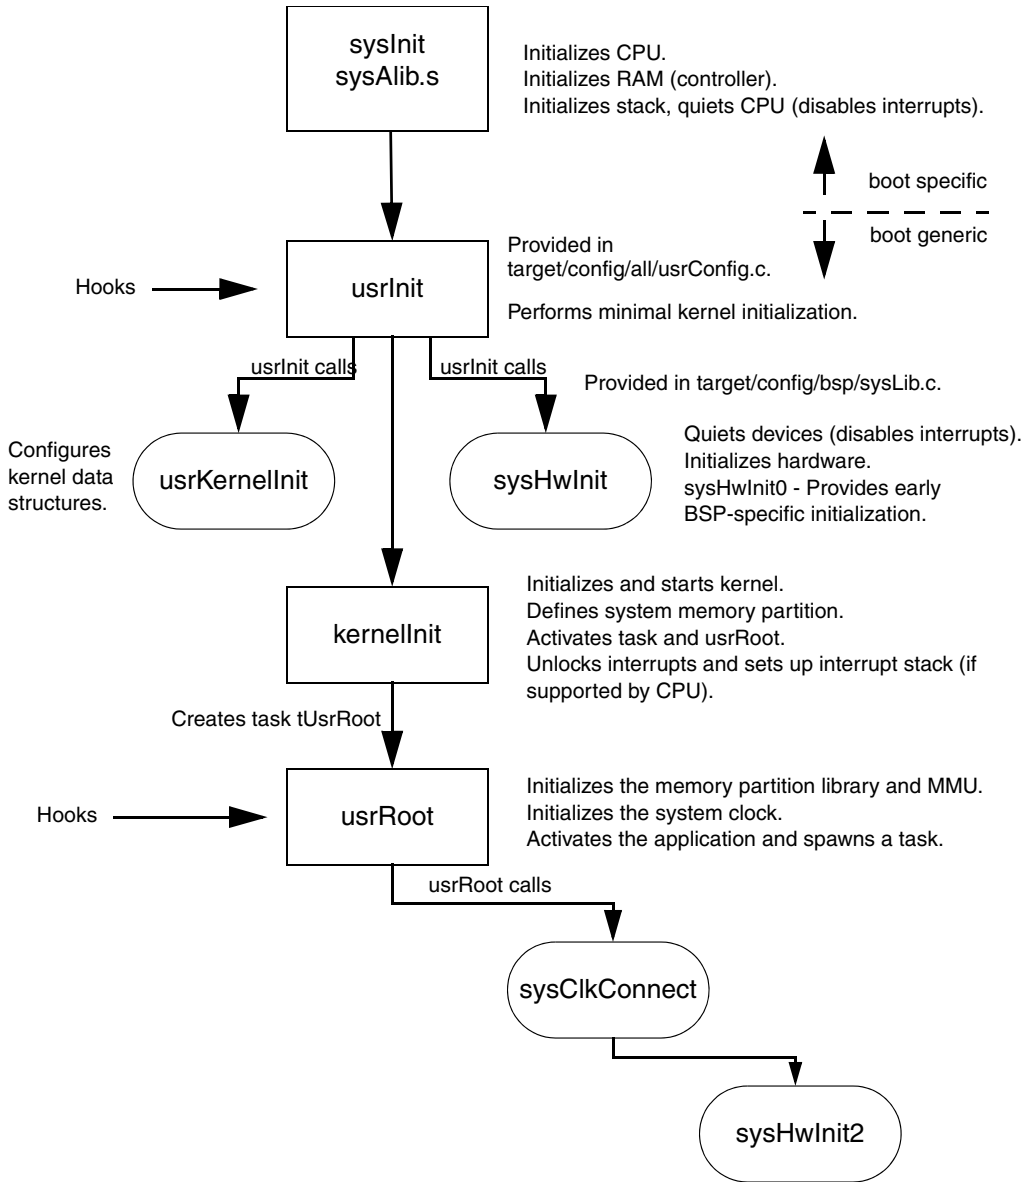 sysInit
sysAlib.s
Initializes CPU.
Initializes RAM (controller).
Initializes stack, quiets CPU (disables interrupts).
boot specific
boot generic
Hooks
usrInit
Provided in
target/config/all/usrConfig.c.
Performs minimal kernel initialization.
usrInit calls
usrInit calls
Provided in target/config/bsp/sysLib.c.
Configures
kernel data
structures.
usrKernelInit
sysHwInit
Quiets devices (disables interrupts).
Initializes hardware.
sysHwInit0 - Provides early
BSP-specific initialization.
kernelInit
Initializes and starts kernel.
Defines system memory partition.
Activates task and usrRoot.
Unlocks interrupts and sets up interrupt stack (if
supported by CPU).
Creates task tUsrRoot
Hooks
usrRoot
Initializes the memory partition library and MMU.
Initializes the system clock.
Activates the application and spawns a task.
usrRoot calls
sysClkConnect
sysHwInit2